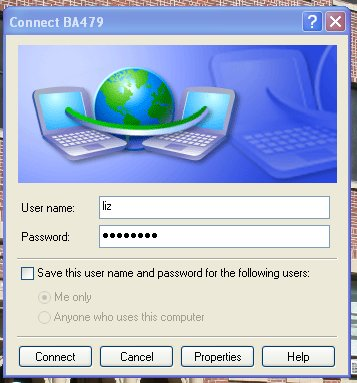 Connect BA479
User name:
liz
Password:
●●●●●●●●
Save this user name and password for the following users:
Me only
Anyone who uses this computer
Connect
Cancel
Properties
Help